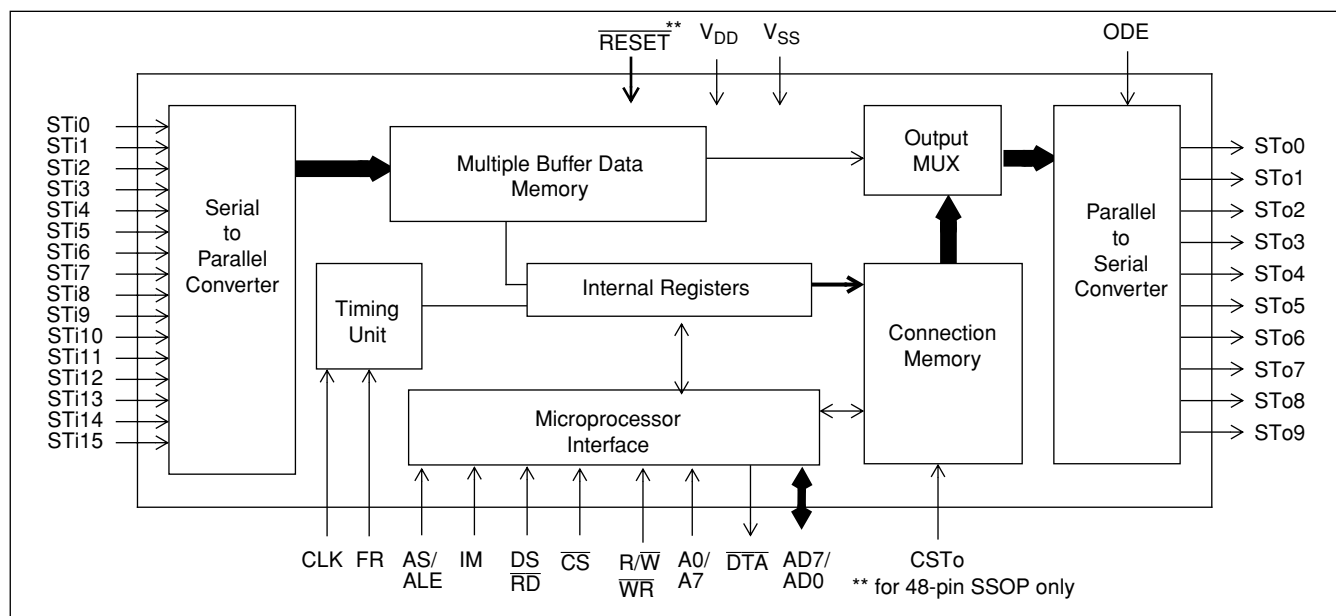 RESET**
VDD
VSS
ODE
STi0
STi1
STi2
STi3
STi4
STi5
STi6
STi7
STi8
STi9
STi10
STi11
STi12
STi13
STi14
STi15
Serial
to
Parallel
Converter
Multiple Buffer Data
Memory
Output
MUX
Timing
Unit
Internal Registers
Connection
Memory
Microprocessor
Interface
Parallel
to
Serial
Converter
STo0
STo1
STo2
STo3
STo4
STo5
STo6
STo7
STo8
STo9
CLK
FR
AS/
ALE
IM
DS
RD
CS
R/W
WR
A0/
A7
DTA
AD7/
AD0
CSTo
** for 48-pin SSOP only